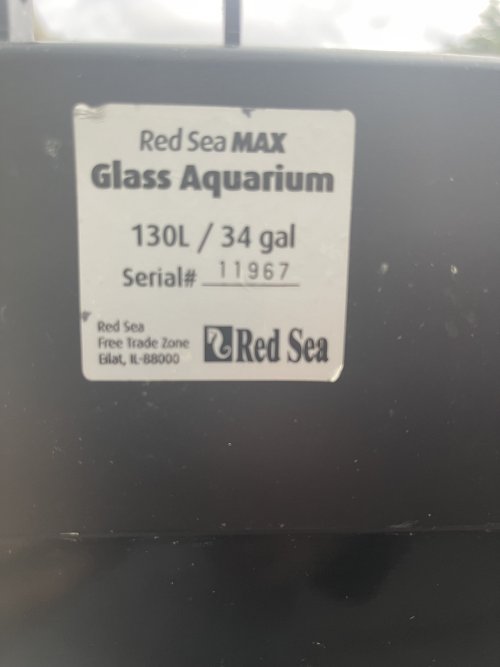 Red Sea MAX
Glass Aquarium
130L / 34 gal
Serial# 11967
Red Sea
Free Trade Zone
Eilat, IL-88000
Red Sea